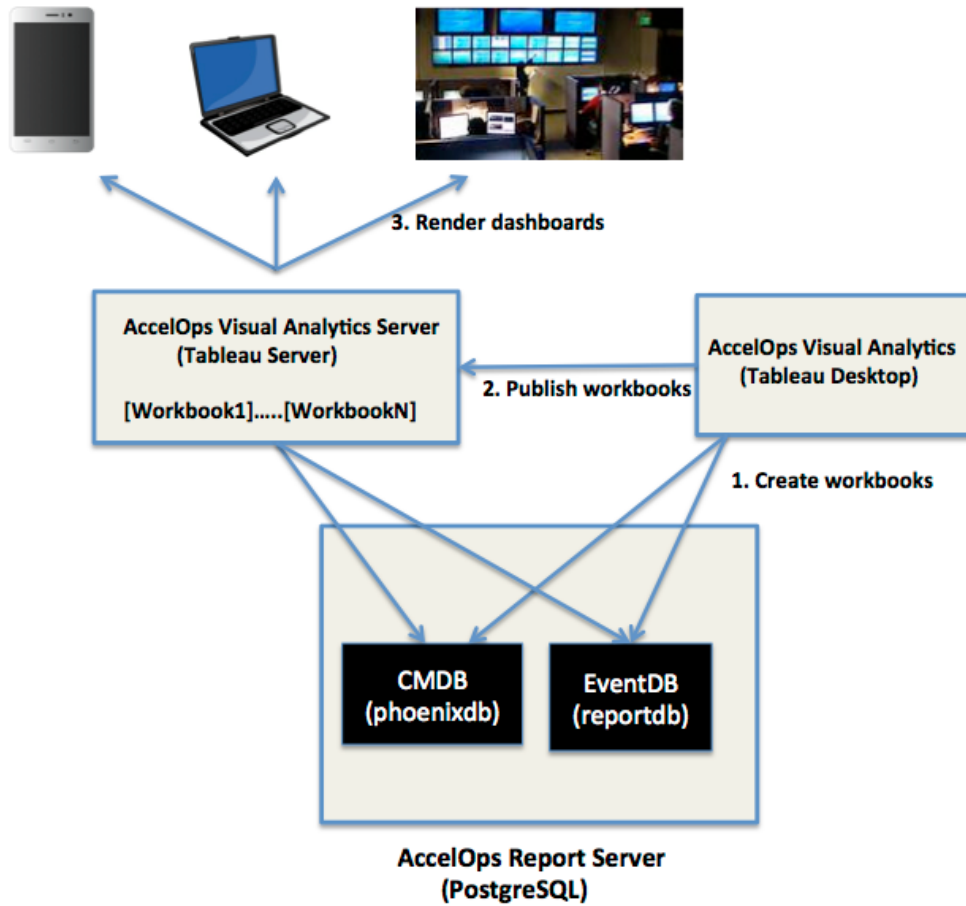 3. Render dashboards
AccelOps Visual Analytics Server
(Tableau Server)
[Workbook1].....[WorkbookN]
AccelOps Visual Analytics
(Tableau Desktop)
2. Publish workbooks
1. Create workbooks
CMDB
(phoenixdb)
EventDB
(reportdb)
AccelOps Report Server
(PostgreSQL)